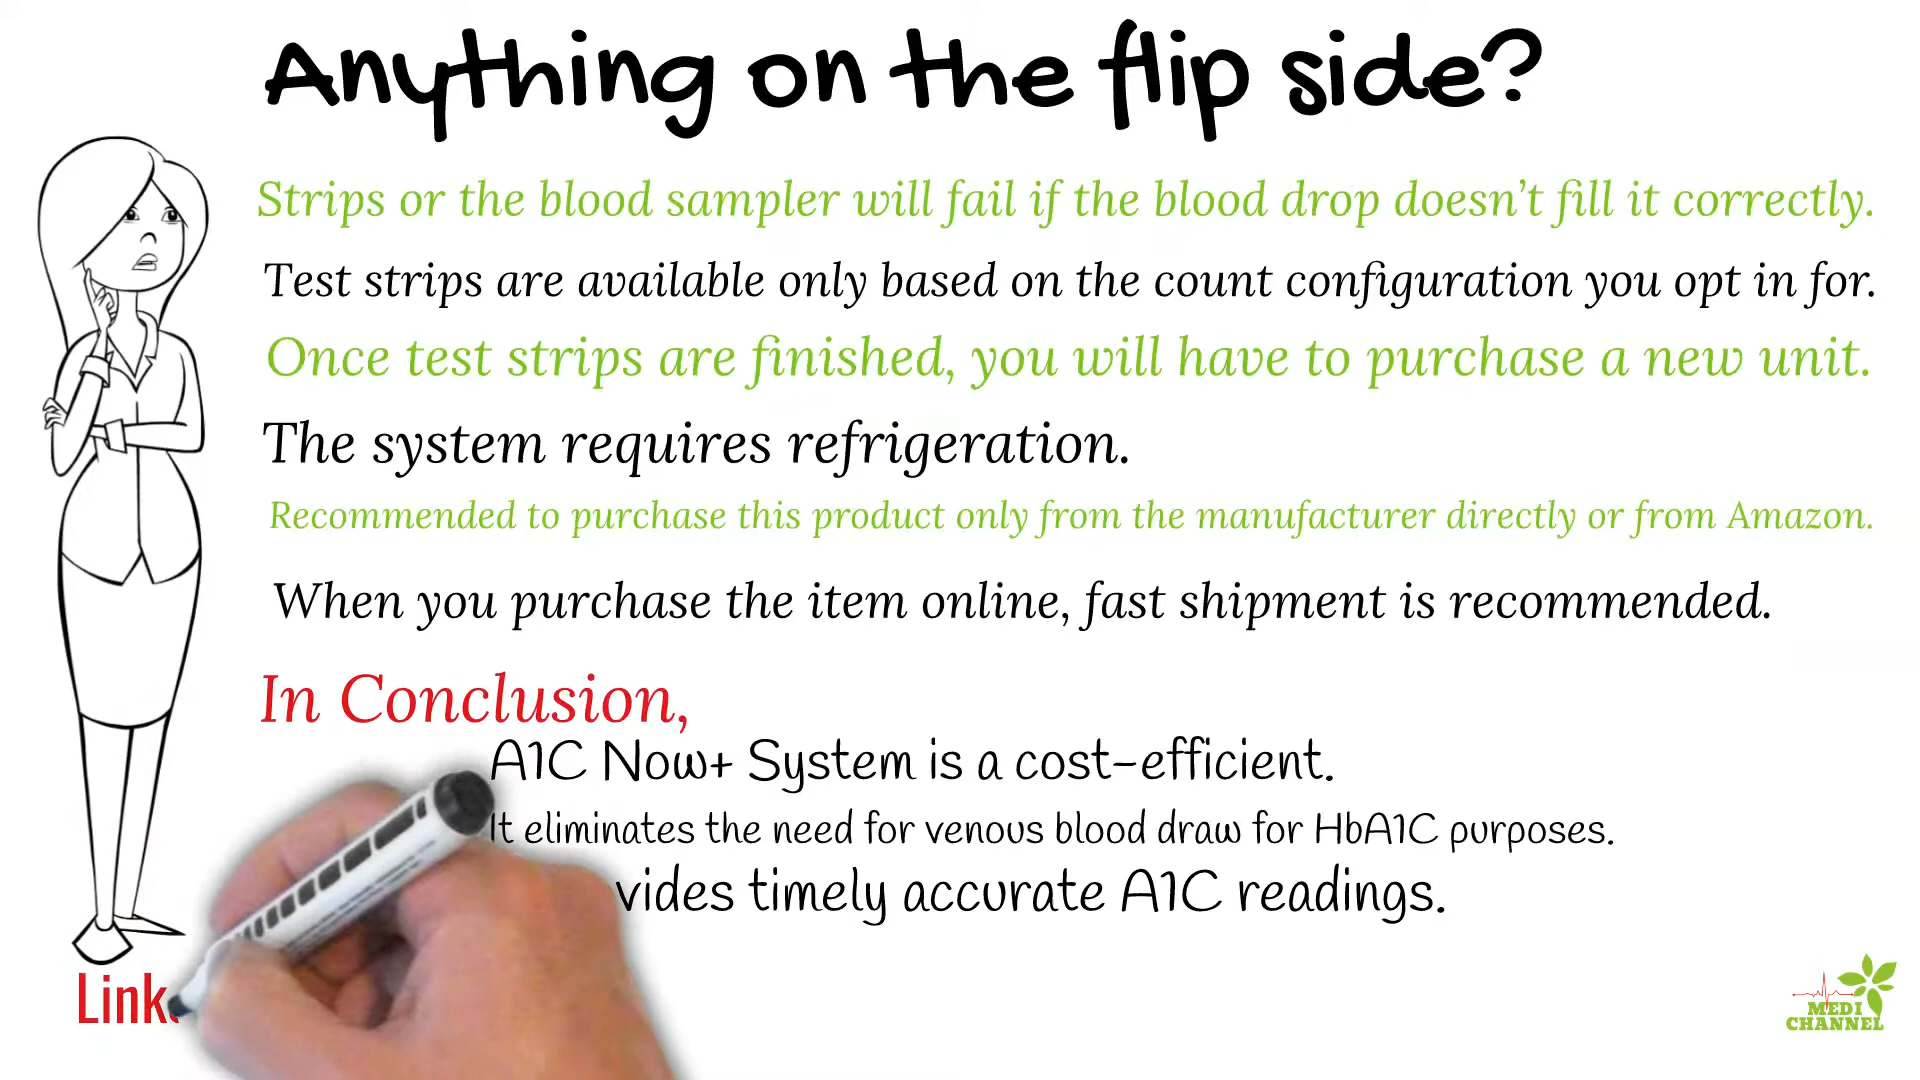 Anything on the flip side?
Strips or the blood sampler will fail if the blood drop doesn't fill it correctly.
Test strips are available only based on the count configuration you opt in for.
Once test strips are finished, you will have to purchase a new unit.
The system requires refrigeration.
Recommended to purchase this product only from the manufacturer directly or from Amazon.
When you purchase the item online, fast shipment is recommended.
In Conclusion,
A1C Now+ System is a cost-efficient.
It eliminates the need for venous blood draw for HbA1C purposes.
vides timely accurate A1C readings.
Link
MEDI
CHANNEL